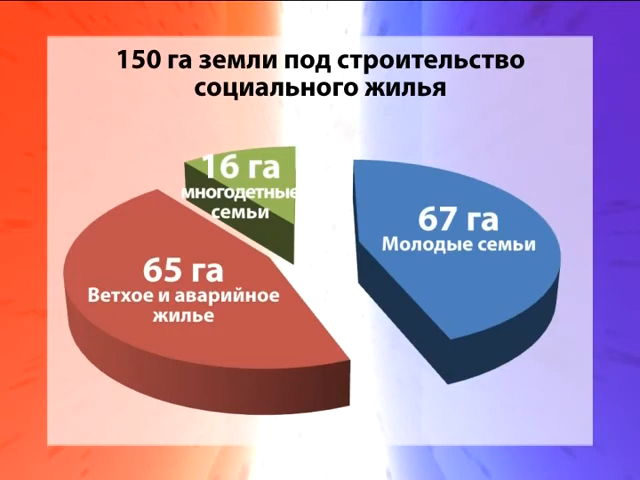 150 га земли под строительство
социального жилья
16 га
многодетные
семьи
67 га
Молодые семьи
65 га
Ветхое и аварийное
жилье